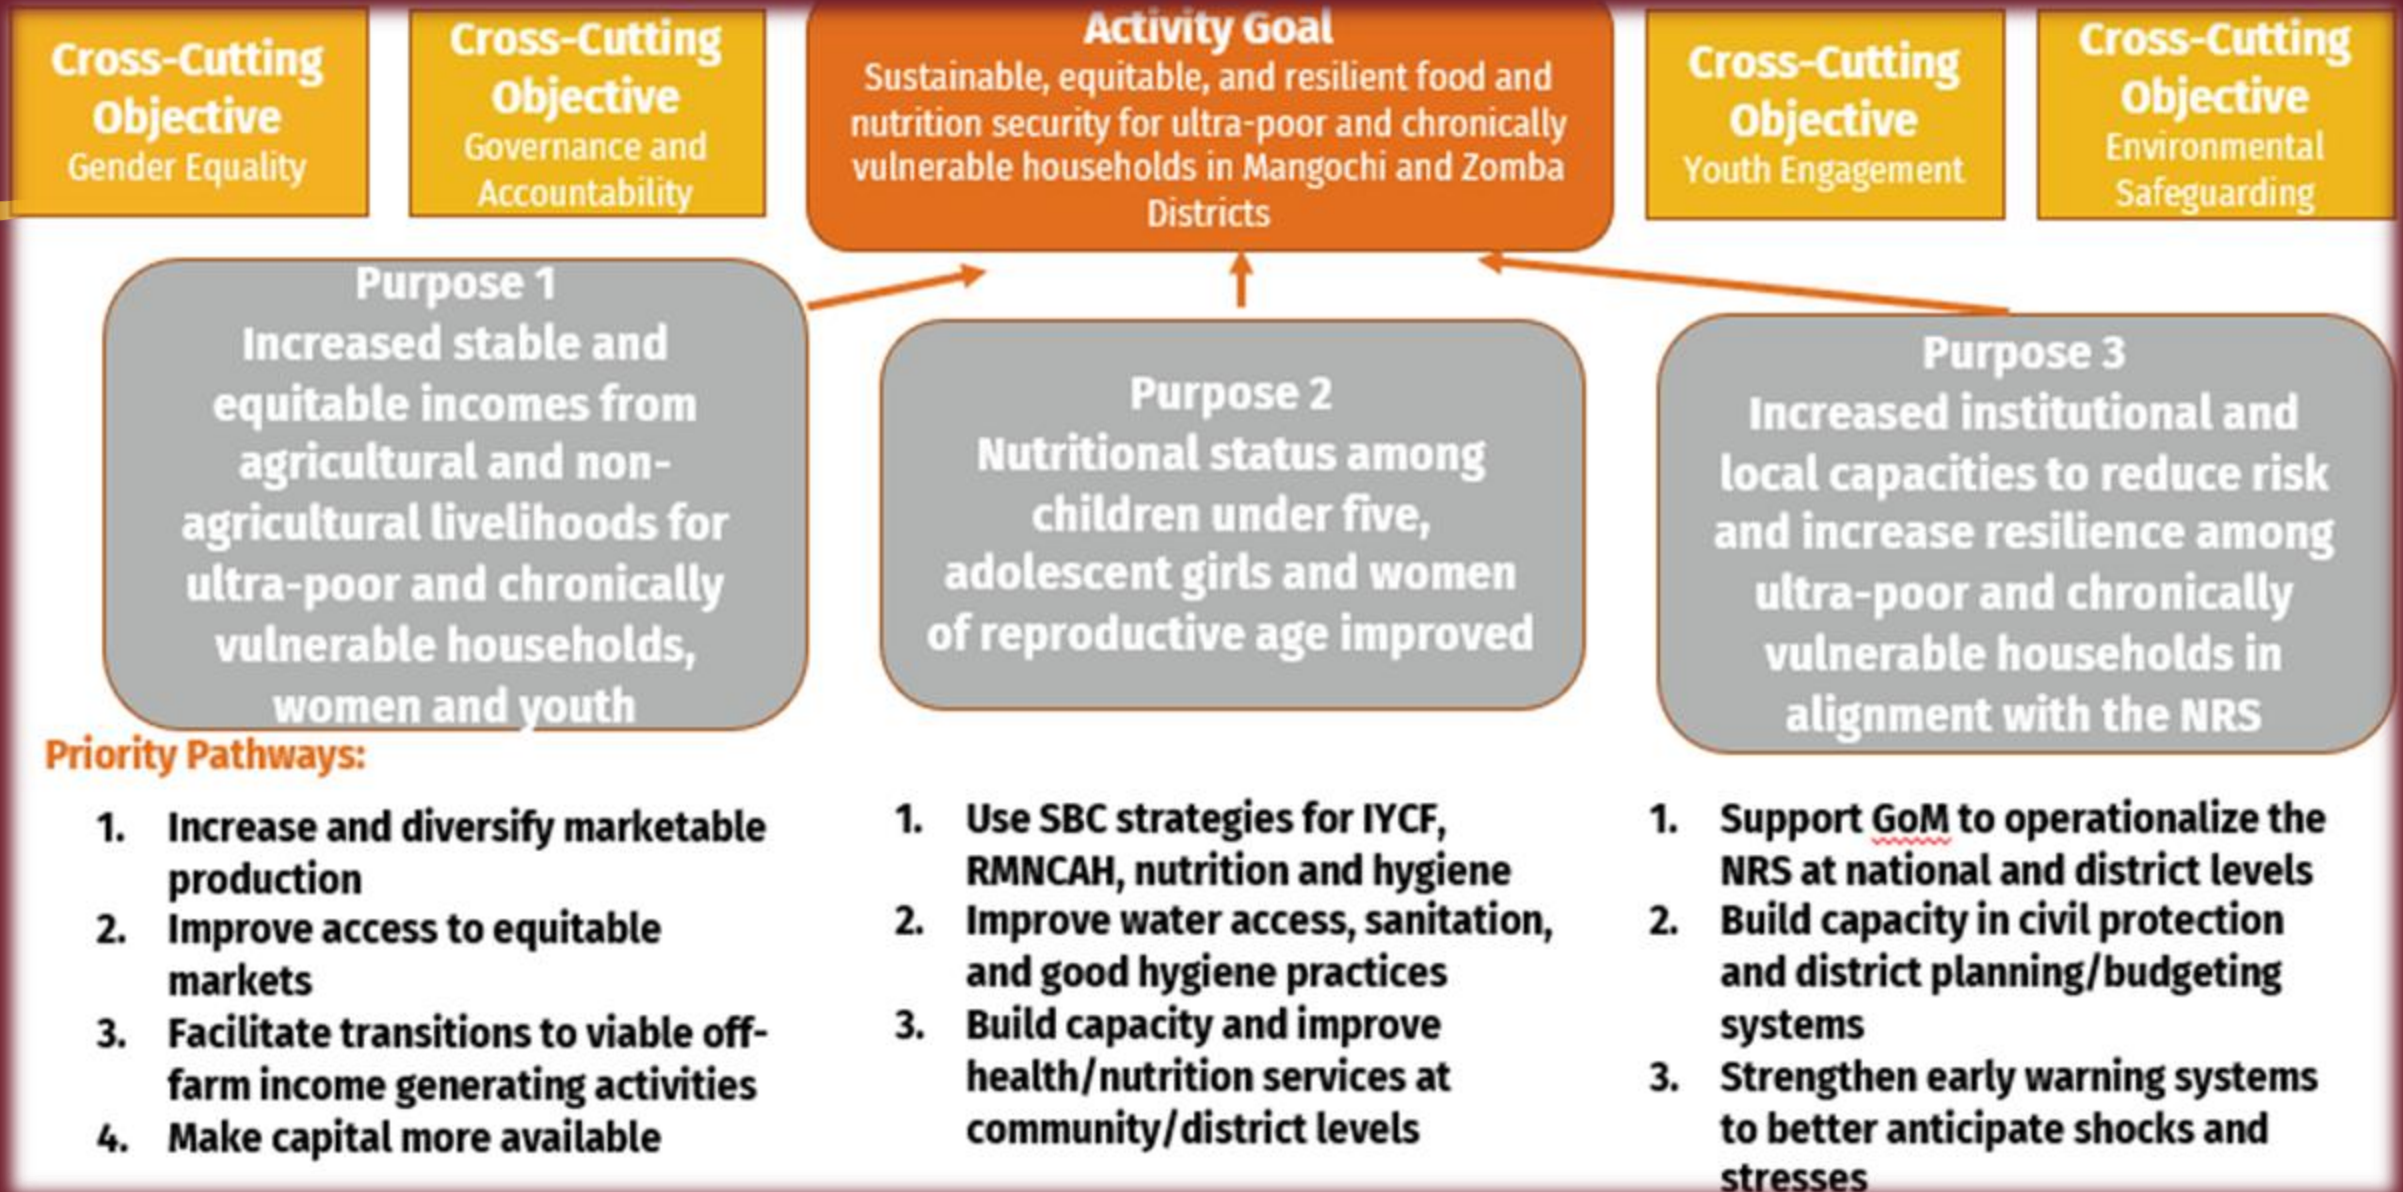 Cross-Cutting
Objective
Gender Equality
Cross-Cutting
Objective
Governance and
Accountability
Activity Goal
Sustainable, equitable, and resilient food and
nutrition security for ultra-poor and chronically
vulnerable households in Mangochi and Zomba
Districts
Cross-Cutting
Objective
Youth Engagement
Cross-Cutting
Objective
Environmental
Safeguarding
Purpose 1
Increased stable and
equitable incomes from
agricultural and non-
agricultural livelihoods for
ultra-poor and chronically
vulnerable households,
women and youth
Purpose 2
Nutritional status among
children under five,
adolescent girls and women
of reproductive age improved
Purpose 3
Increased institutional and
local capacities to reduce risk
and increase resilience among
ultra-poor and chronically
vulnerable households in
alignment with the NRS
Priority Pathways:
1. Increase and diversify marketable
production
2. Improve access to equitable
markets
3. Facilitate transitions to viable off-
farm income generating activities
4. Make capital more available
1. Use SBC strategies for IYCF,
RMNCAH, nutrition and hygiene
2. Improve water access, sanitation,
and good hygiene practices
3. Build capacity and improve
health/nutrition services at
community/district levels
1. Support GoM to operationalize the
NRS at national and district levels
2. Build capacity in civil protection
and district planning/budgeting
systems
3. Strengthen early warning systems
to better anticipate shocks and
stresses